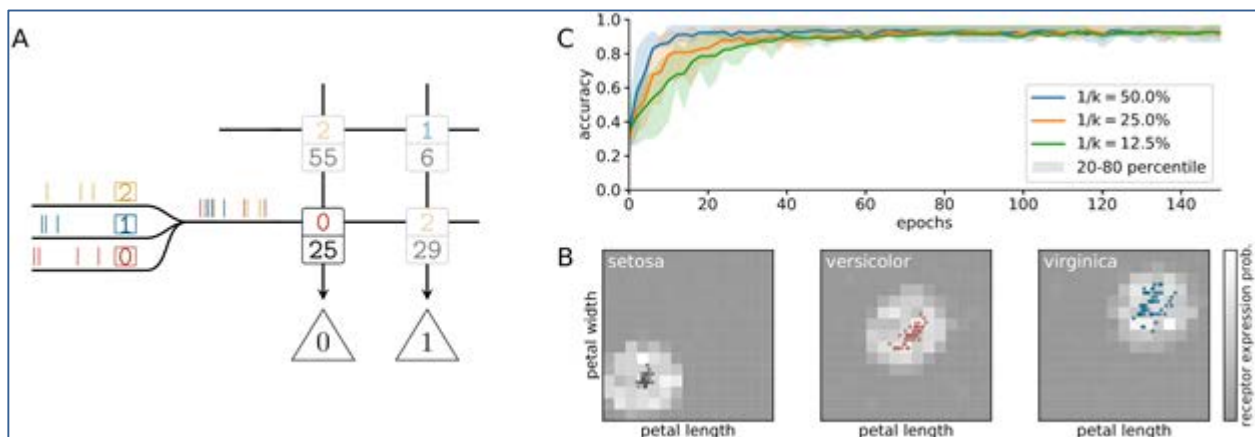 A
2
1
55
6
2
1
0
0
2
25
29
0
1
C
1.0
0.8
0.6
0.4
0.2
0.0
accuracy
1/k = 50.0%
1/k = 25.0%
1/k = 12.5%
20-80 percentile
0 20 40 60 80 100 120 140
epochs
B
setosa
versicolor
virginica
petal width
receptor expression prob.
petal length
petal length
petal length